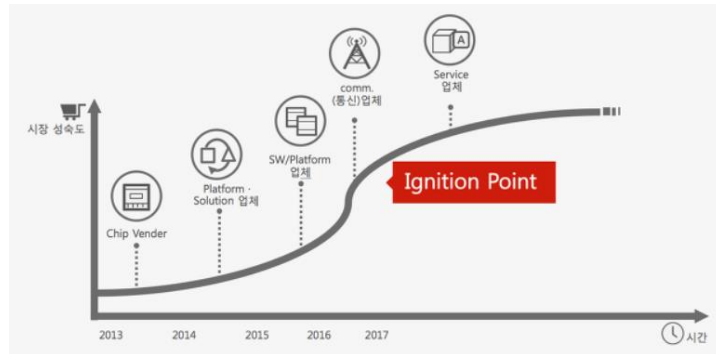 comm.
(통신)업체
Service
업체
A
시장 성숙도
SW/Platform
업체
Platform ·
Solution 업체
Ignition Point
Chip Vender
2013 2014 2015 2016 2017
시간